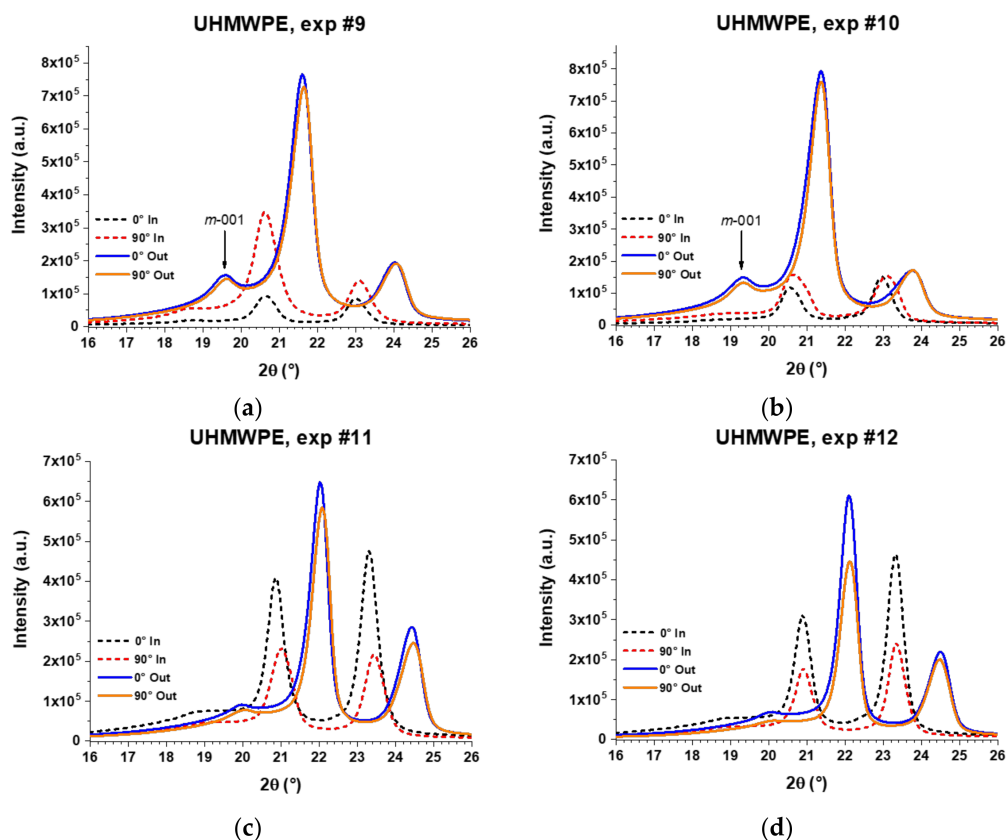 UHMWPE, exp #9
Intensity (a.u.)
8x10⁵
7x10⁵
6x10⁵
5x10⁵
4x10⁵
3x10⁵
2x10⁵
1x10⁵
0
0° In
90° In
0° Out
90° Out
m-001
16 17 18 19 20 21 22 23 24 25 26
2θ (°)
(a)
UHMWPE, exp #10
Intensity (a.u.)
8x10⁵
7x10⁵
6x10⁵
5x10⁵
4x10⁵
3x10⁵
2x10⁵
1x10⁵
0
0° In
90° In
0° Out
90° Out
m-001
16 17 18 19 20 21 22 23 24 25 26
2θ (°)
(b)
UHMWPE, exp #11
Intensity (a.u.)
7x10⁵
6x10⁵
5x10⁵
4x10⁵
3x10⁵
2x10⁵
1x10⁵
0
0° In
90° In
0° Out
90° Out
16 17 18 19 20 21 22 23 24 25 26
2θ (°)
(c)
UHMWPE, exp #12
Intensity (a.u.)
7x10⁵
6x10⁵
5x10⁵
4x10⁵
3x10⁵
2x10⁵
1x10⁵
0
0° In
90° In
0° Out
90° Out
16 17 18 19 20 21 22 23 24 25 26
2θ (°)
(d)